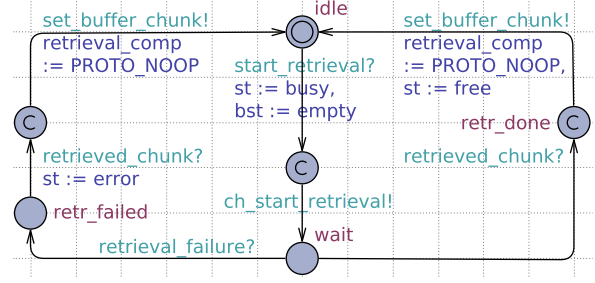 idle
set_buffer_chunk!
retrieval_comp
:= PROTO_NOOP
start_retrieval?
st := busy,
bst := empty
set_buffer_chunk!
retrieval_comp
:= PROTO_NOOP,
st := free
C
retr_done
C
retrieved_chunk?
st := error
C
retrieved_chunk?
ch_start_retrieval!
retr_failed
wait
retrieval_failure?